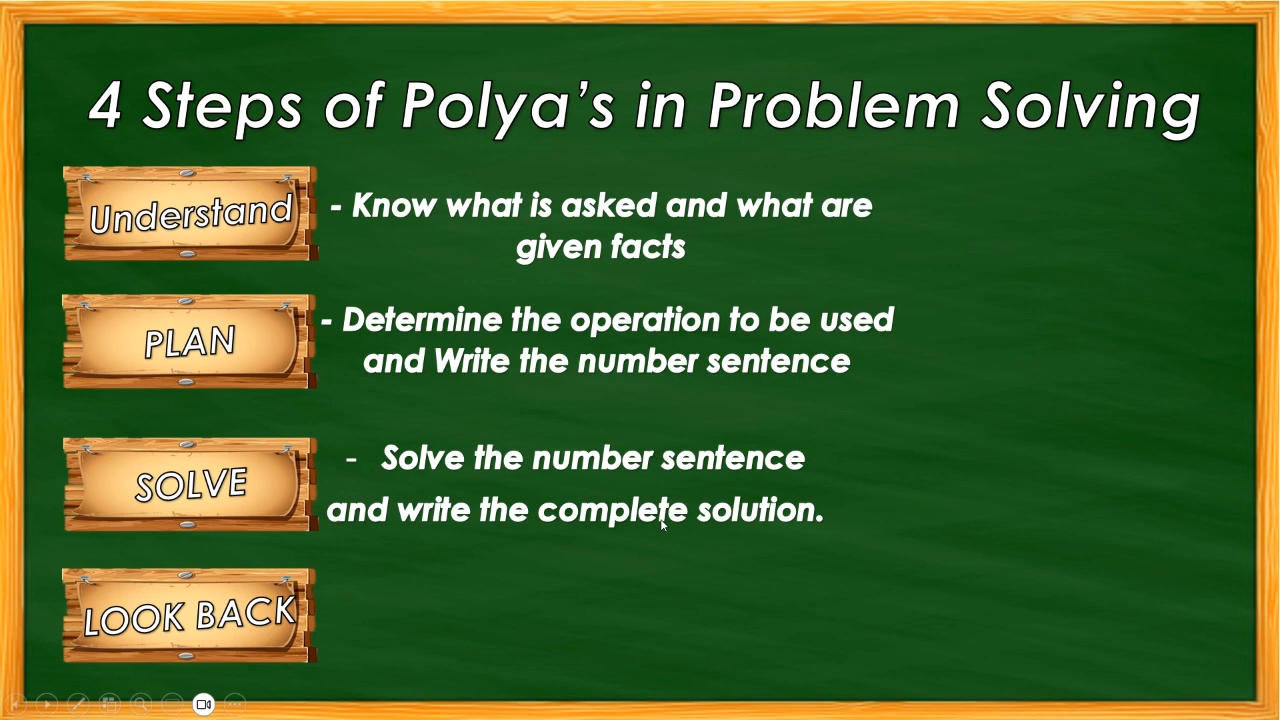 4 Steps of Polya’s in Problem Solving
Understand
- Know what is asked and what are
given facts
PLAN
- Determine the operation to be used
and Write the number sentence
SOLVE
- Solve the number sentence
and write the complete solution.
LOOK BACK